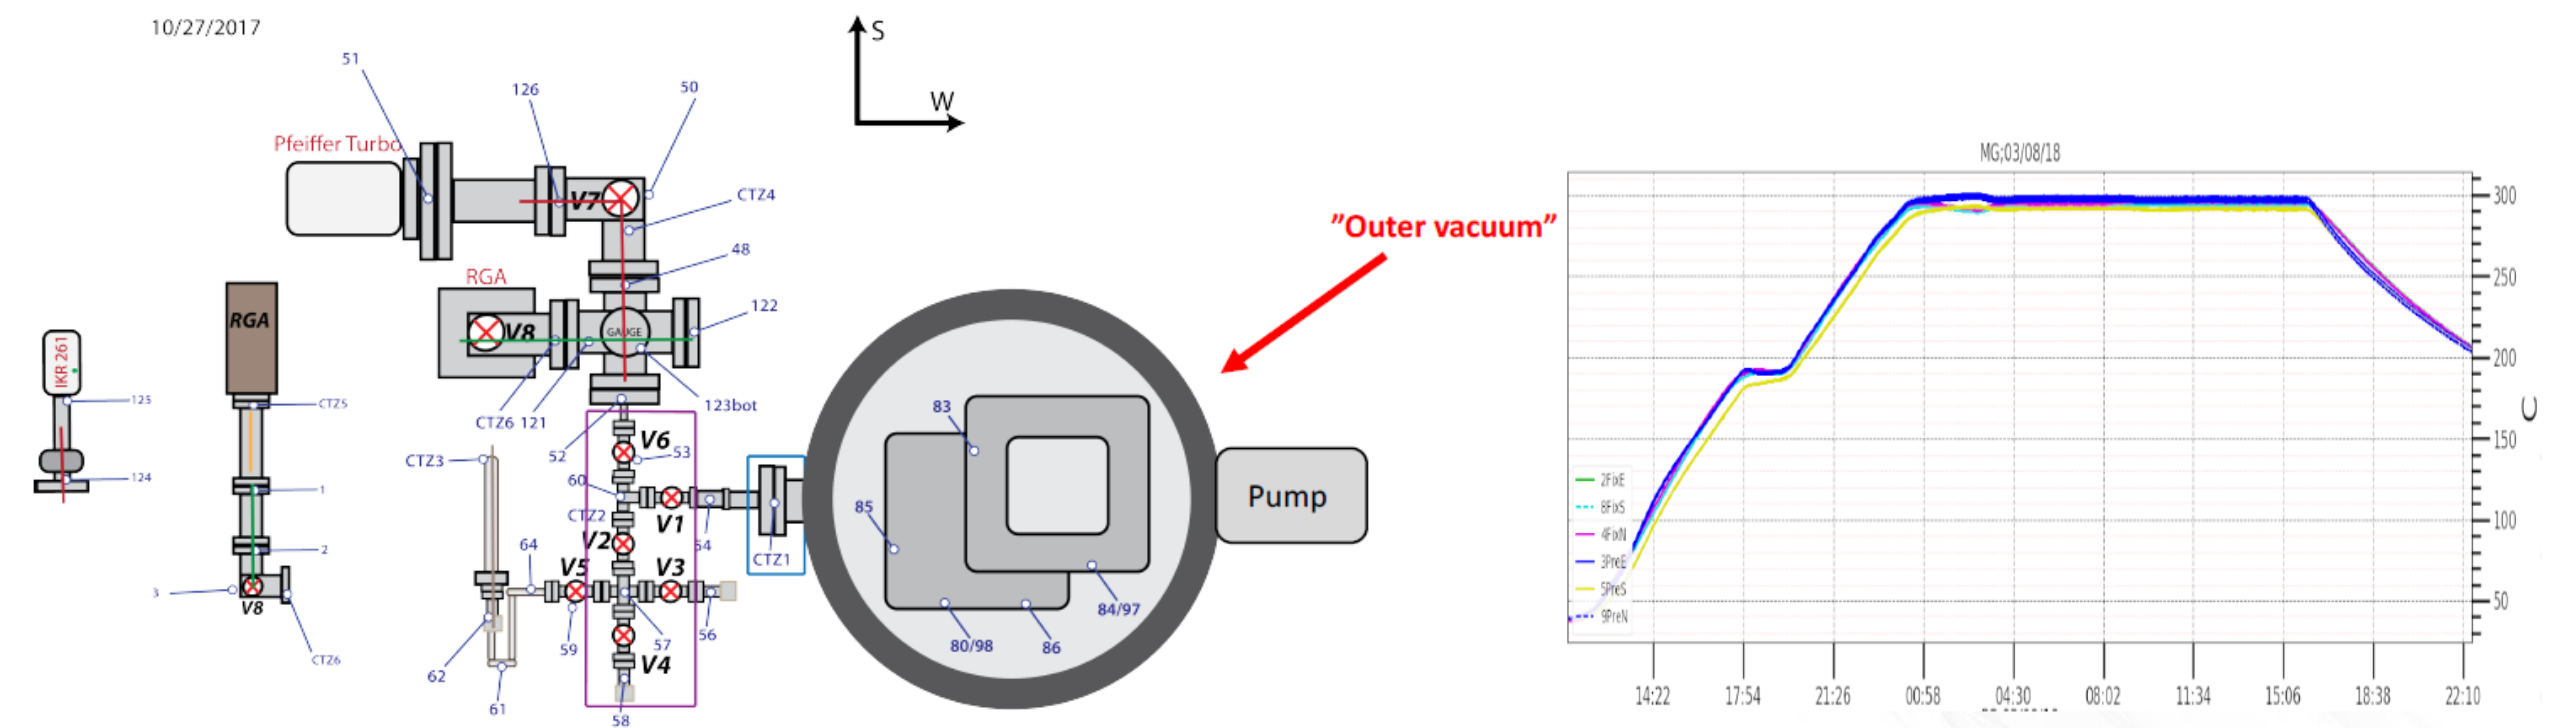 10/27/2017
51
126
50
S
W
Pfeiffer Turbo
V7
CTZ4
48
RGA
V8
GAUGE
122
CTZ6
121
123bot
52
V6
53
CTZ3
60
CTZ2
V1
54
CTZ1
V2
64
V5
V3
62
59
57
56
V4
61
58
IKR 261
125
124
RGA
CTZ5
1
2
3
V8
CTZ6
"Outer vacuum"
83
85
84/97
80/98
86
Pump
MG;03/08/18
300
250
200
150
100
50
C
2FixE
8FixS
4FixN
3PreE
5PreS
9PreN
14:22
17:54
21:26
00:58
04:30
08:02
11:34
15:06
18:38
22:10